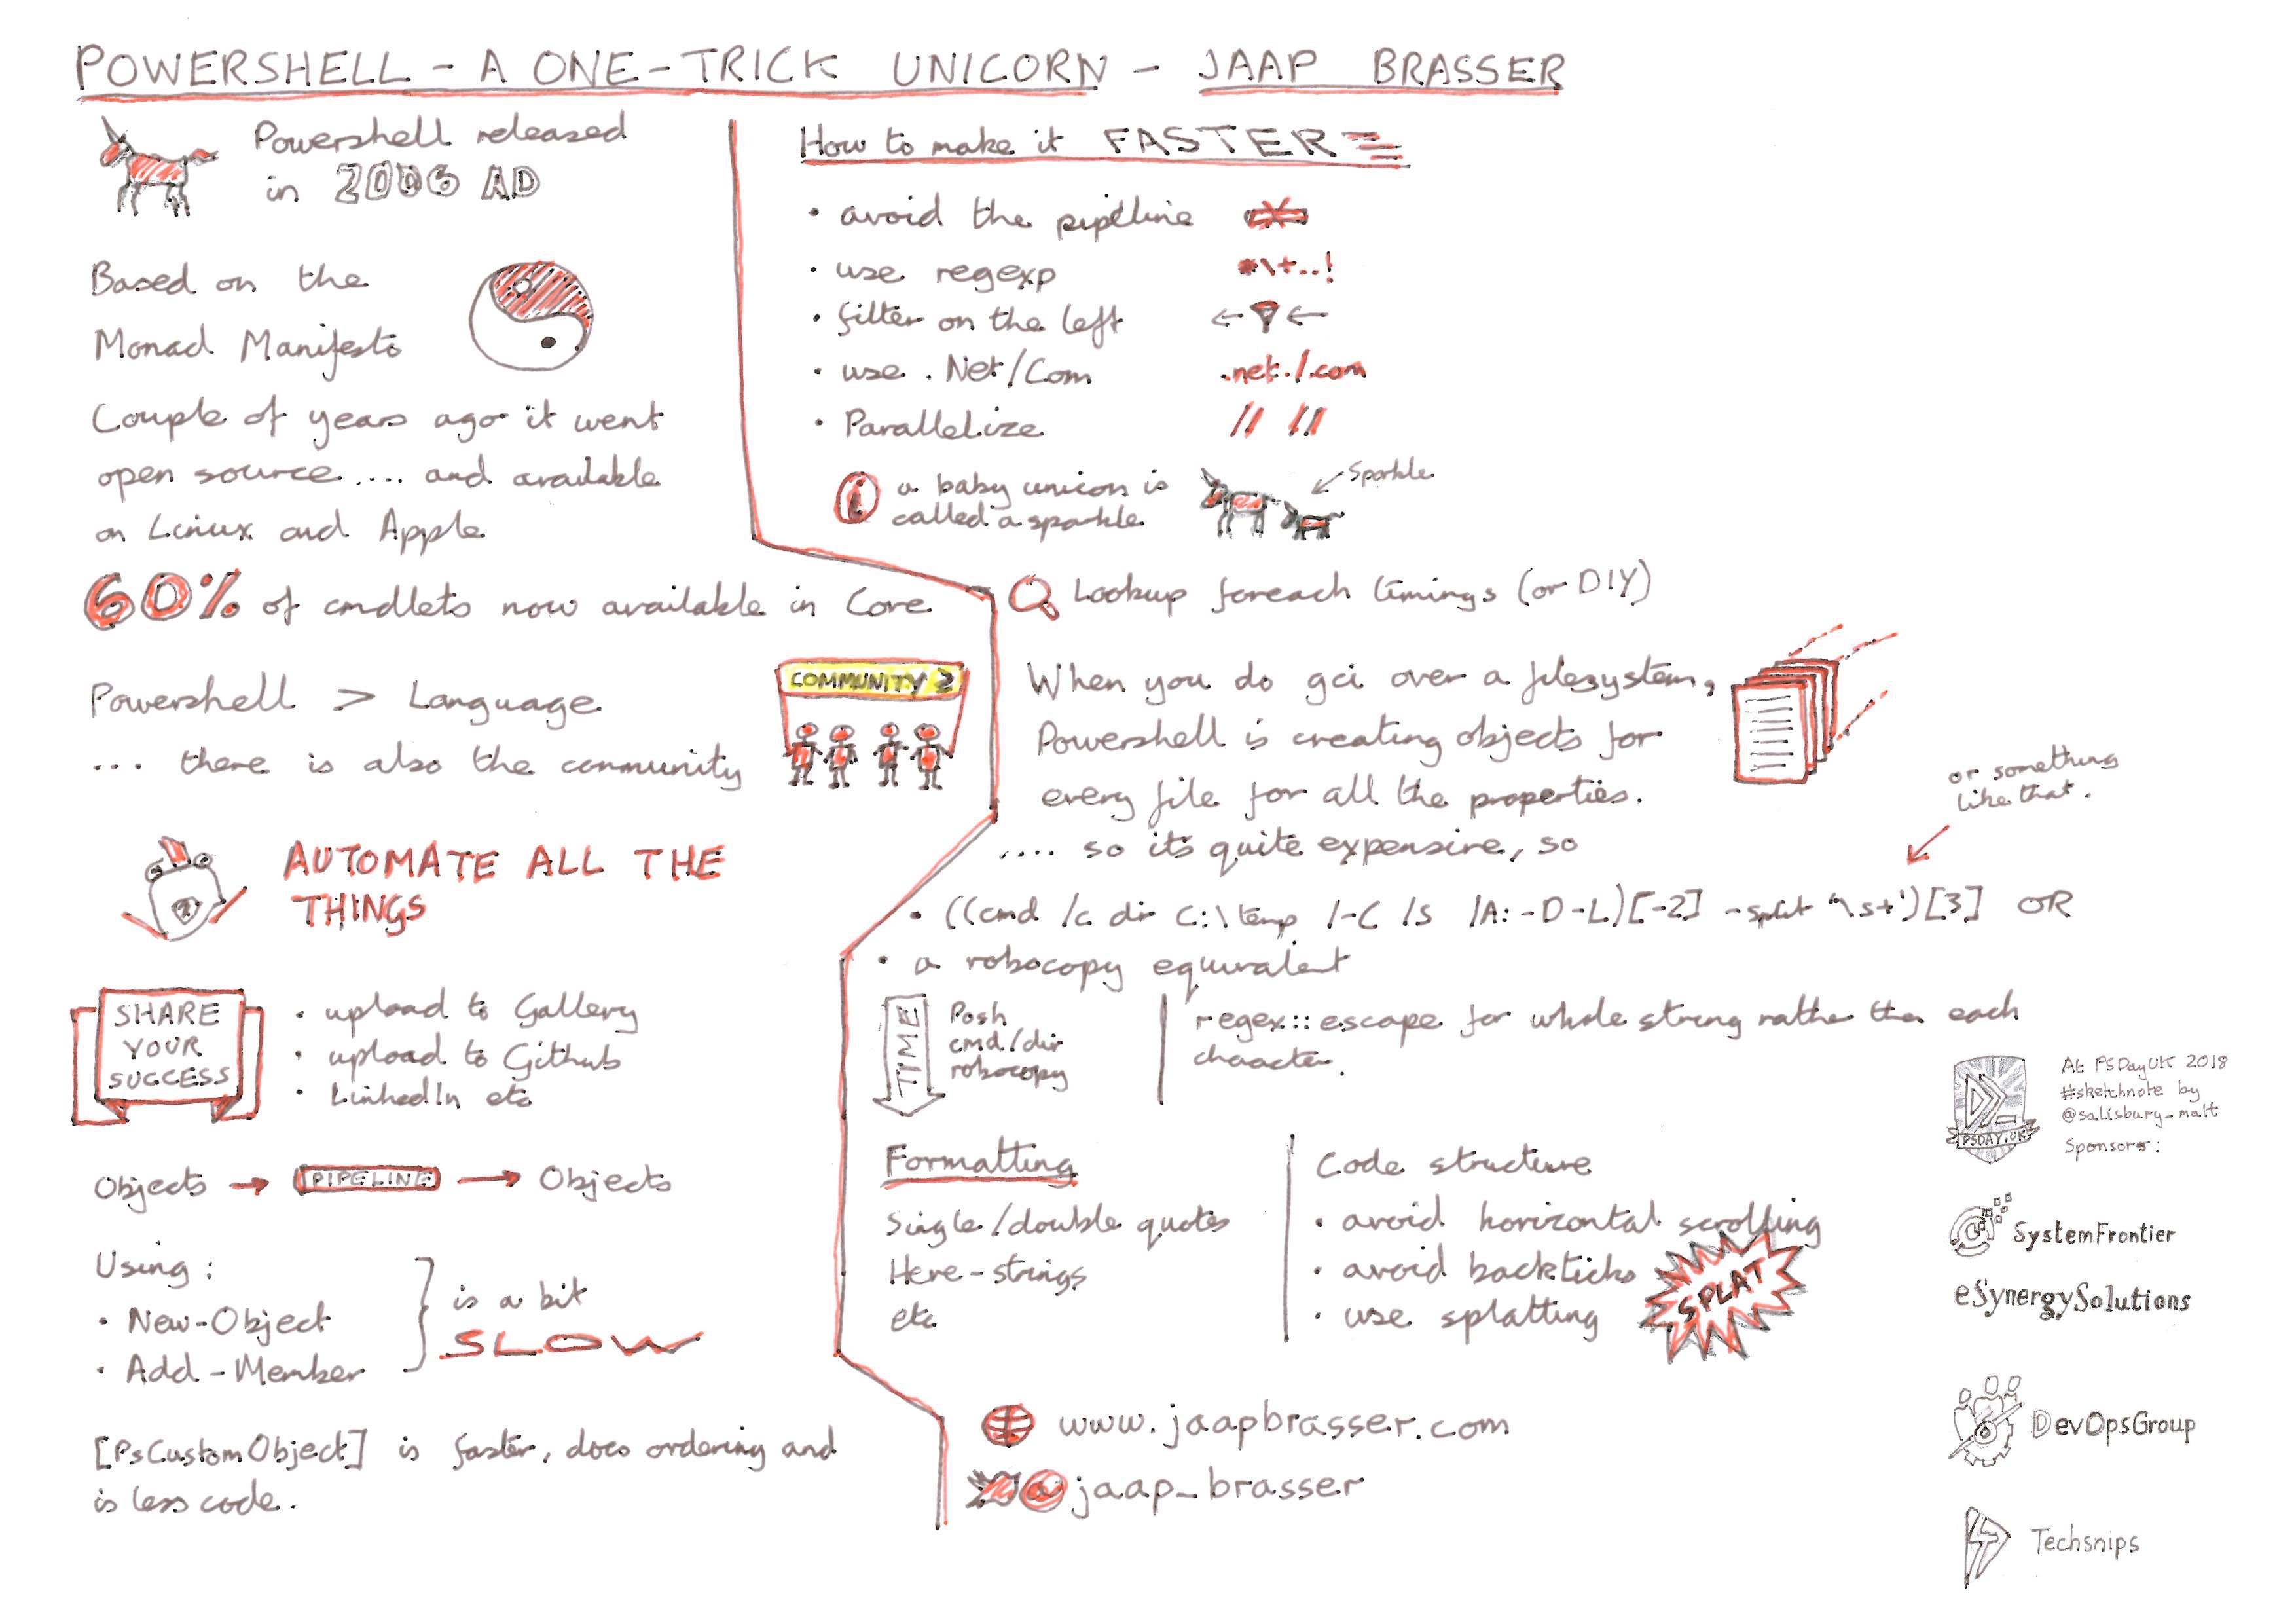 POWERSHELL - A ONE-TRICK UNICORN - JAAP BRASSER
Powershell released
in 2006 AD
Based on the
Monad Manifesto
Couple of years ago it went
open source .... and available
on Linux and Apple
60% of cmdlets now available in Core
Powershell > Language
... there is also the community
COMMUNITY
AUTOMATE ALL THE
THINGS
SHARE
YOUR
SUCCESS
• upload to Gallery
• upload to Github
• LinkedIn etc
Objects → PIPELINE → Objects
Using:
• New-Object
• Add-Member
is a bit
SLOW
[PsCustomObject] is faster, does ordering and
is less code.
How to make it FASTER
• avoid the pipeline
• use regexp *\+..!
• filter on the left
• use .Net/Com .net./.com
• Parallelize // //
i a baby unicon is
called a sparkle
Sparkle
Lookup foreach timings (or DIY)
When you do gci over a filesystem,
Powershell is creating objects for
every file for all the properties.
.... so its quite expensive, so
or something
like that.
• ((cmd /c dir C:\temp /-C /S /A:-D-L)[-2] -split '\s+')[3] OR
• a robocopy equivalent
TIME
Posh
cmd/dir
robocopy
regex::escape for whole string rather than each
character.
Formatting
Single/double quotes
Here-strings
etc
Code structure
• avoid horizontal scrolling
• avoid backticks
• use splatting
SPLAT
www.jaapbrasser.com
@jaap_brasser
PSDAY.UK
At PSDayUK 2018
#sketchnote by
@salisbury_matt
Sponsors:
SystemFrontier
eSynergySolutions
DevOpsGroup
Techsnips